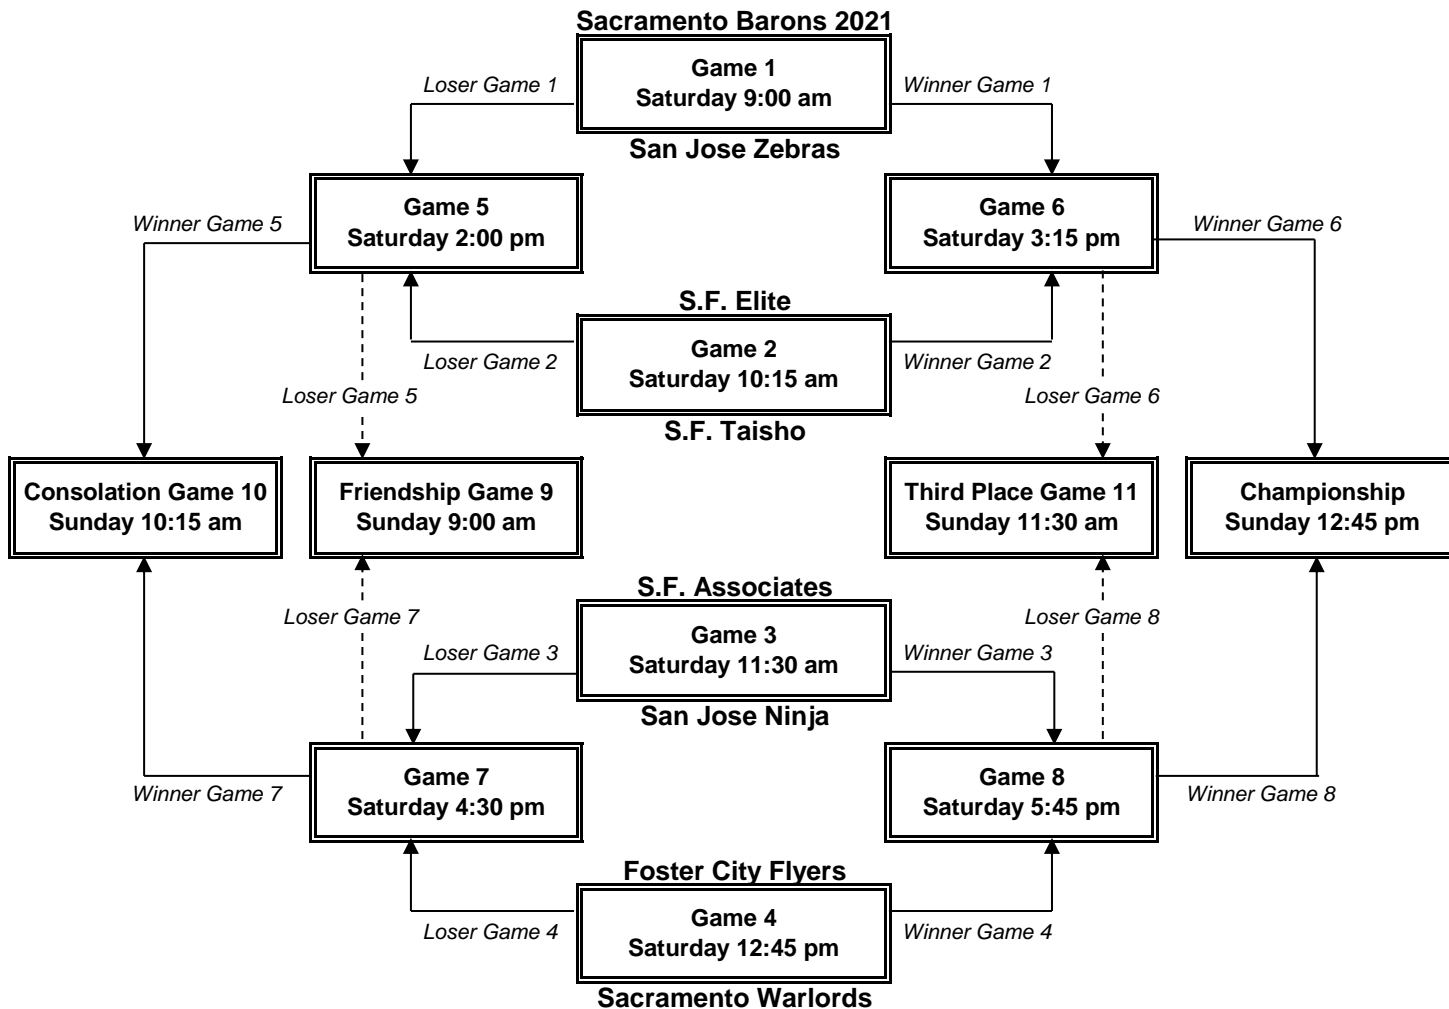 Sacramento Barons 2021
Game 1
Saturday 9:00 am
Loser Game 1
Winner Game 1
San Jose Zebras
Game 5
Saturday 2:00 pm
Game 6
Saturday 3:15 pm
Winner Game 5
Winner Game 6
S.F. Elite
Game 2
Saturday 10:15 am
Loser Game 2
Winner Game 2
Loser Game 5
Loser Game 6
S.F. Taisho
Consolation Game 10
Sunday 10:15 am
Friendship Game 9
Sunday 9:00 am
Third Place Game 11
Sunday 11:30 am
Championship
Sunday 12:45 pm
S.F. Associates
Loser Game 7
Loser Game 8
Game 3
Saturday 11:30 am
Loser Game 3
Winner Game 3
San Jose Ninja
Game 7
Saturday 4:30 pm
Game 8
Saturday 5:45 pm
Winner Game 7
Winner Game 8
Foster City Flyers
Game 4
Saturday 12:45 pm
Loser Game 4
Winner Game 4
Sacramento Warlords